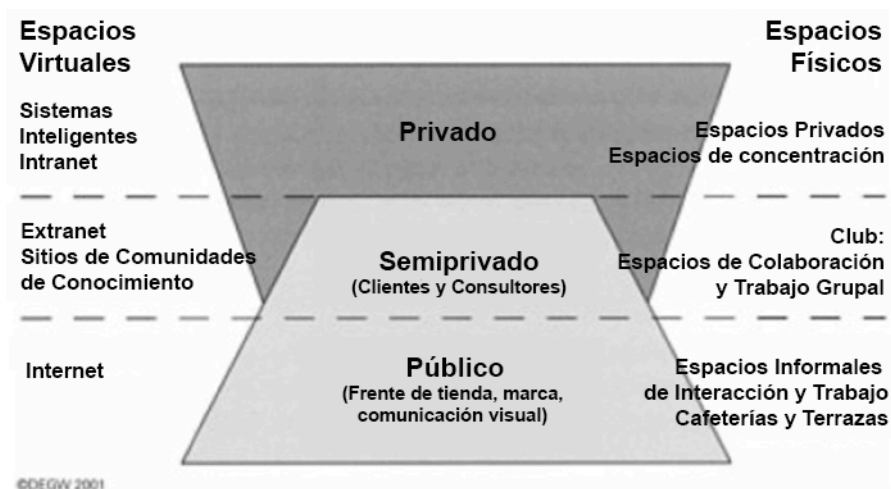 Espacios
Virtuales
Espacios
Físicos
Sistemas
Inteligentes
Intranet
Privado
Espacios Privados
Espacios de concentración
Extranet
Sitios de Comunidades
de Conocimiento
Semiprivado
(Clientes y Consultores)
Club:
Espacios de Colaboración
y Trabajo Grupal
Internet
Público
(Frente de tienda, marca,
comunicación visual)
Espacios Informales
de Interacción y Trabajo
Cafeterías y Terrazas
©DEGW 2001